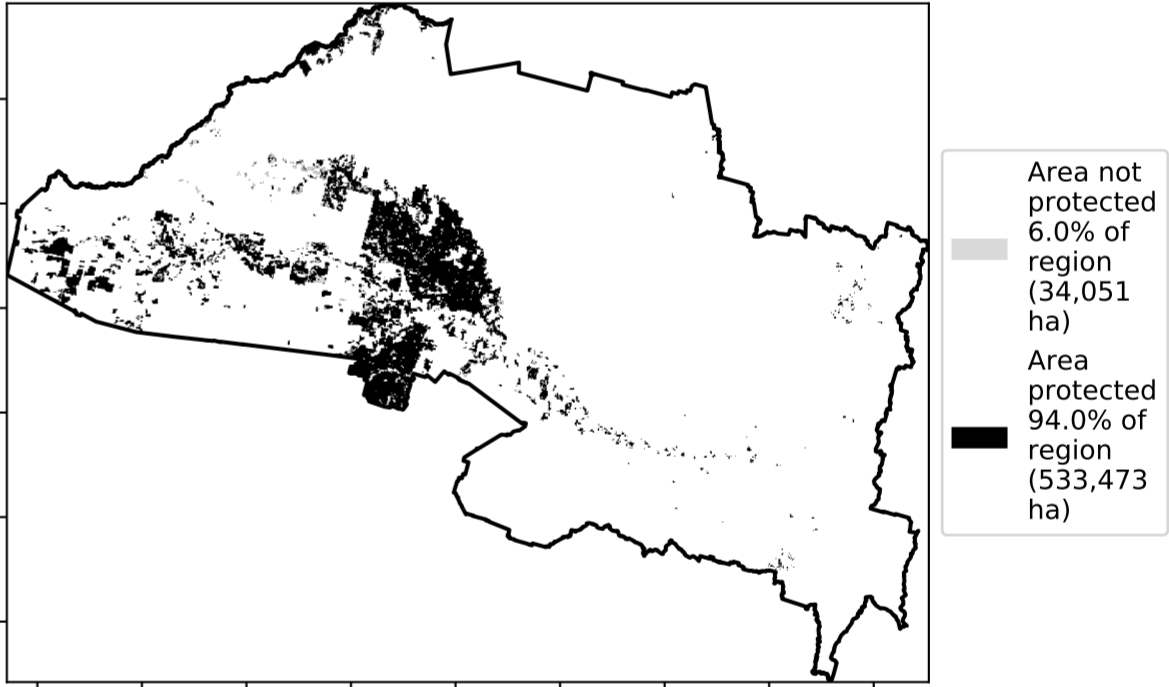 Area not
protected
6.0% of
region
(34,051
ha)
Area
protected
94.0% of
region
(533,473
ha)